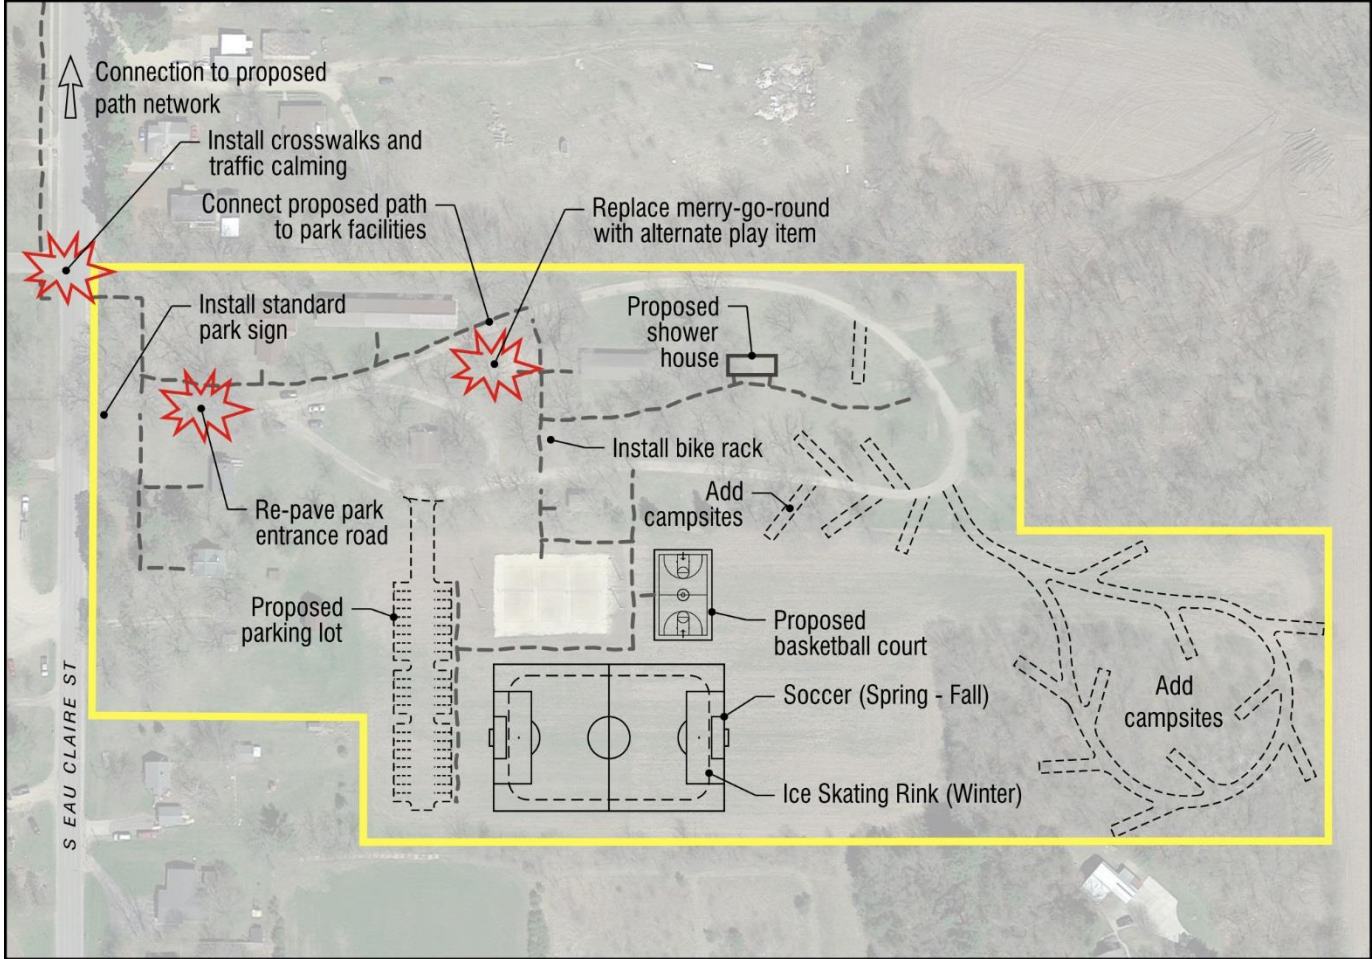 Connection to proposed
path network
Install crosswalks and
traffic calming
Connect proposed path
to park facilities
Replace merry-go-round
with alternate play item
Install standard
park sign
Proposed
shower
house
Install bike rack
Add
campsites
Re-pave park
entrance road
Proposed
parking lot
Proposed
basketball court
Soccer (Spring - Fall)
Add
campsites
Ice Skating Rink (Winter)
S EAU CLAIRE ST